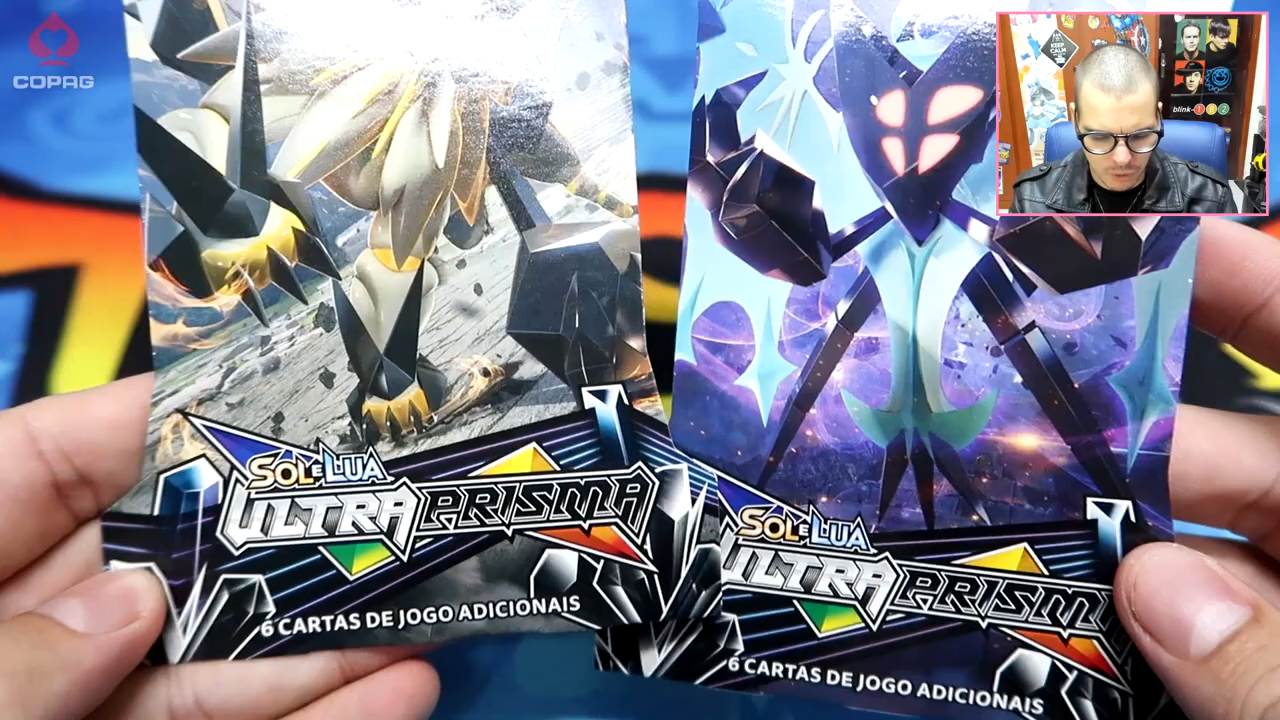 COPAG
KEEP
CALM
blink-182
SOL E LUA
ULTRA PRISMA
6 CARTAS DE JOGO ADICIONAIS
SOL E LUA
ULTRA PRISMA
6 CARTAS DE JOGO ADICIONAIS